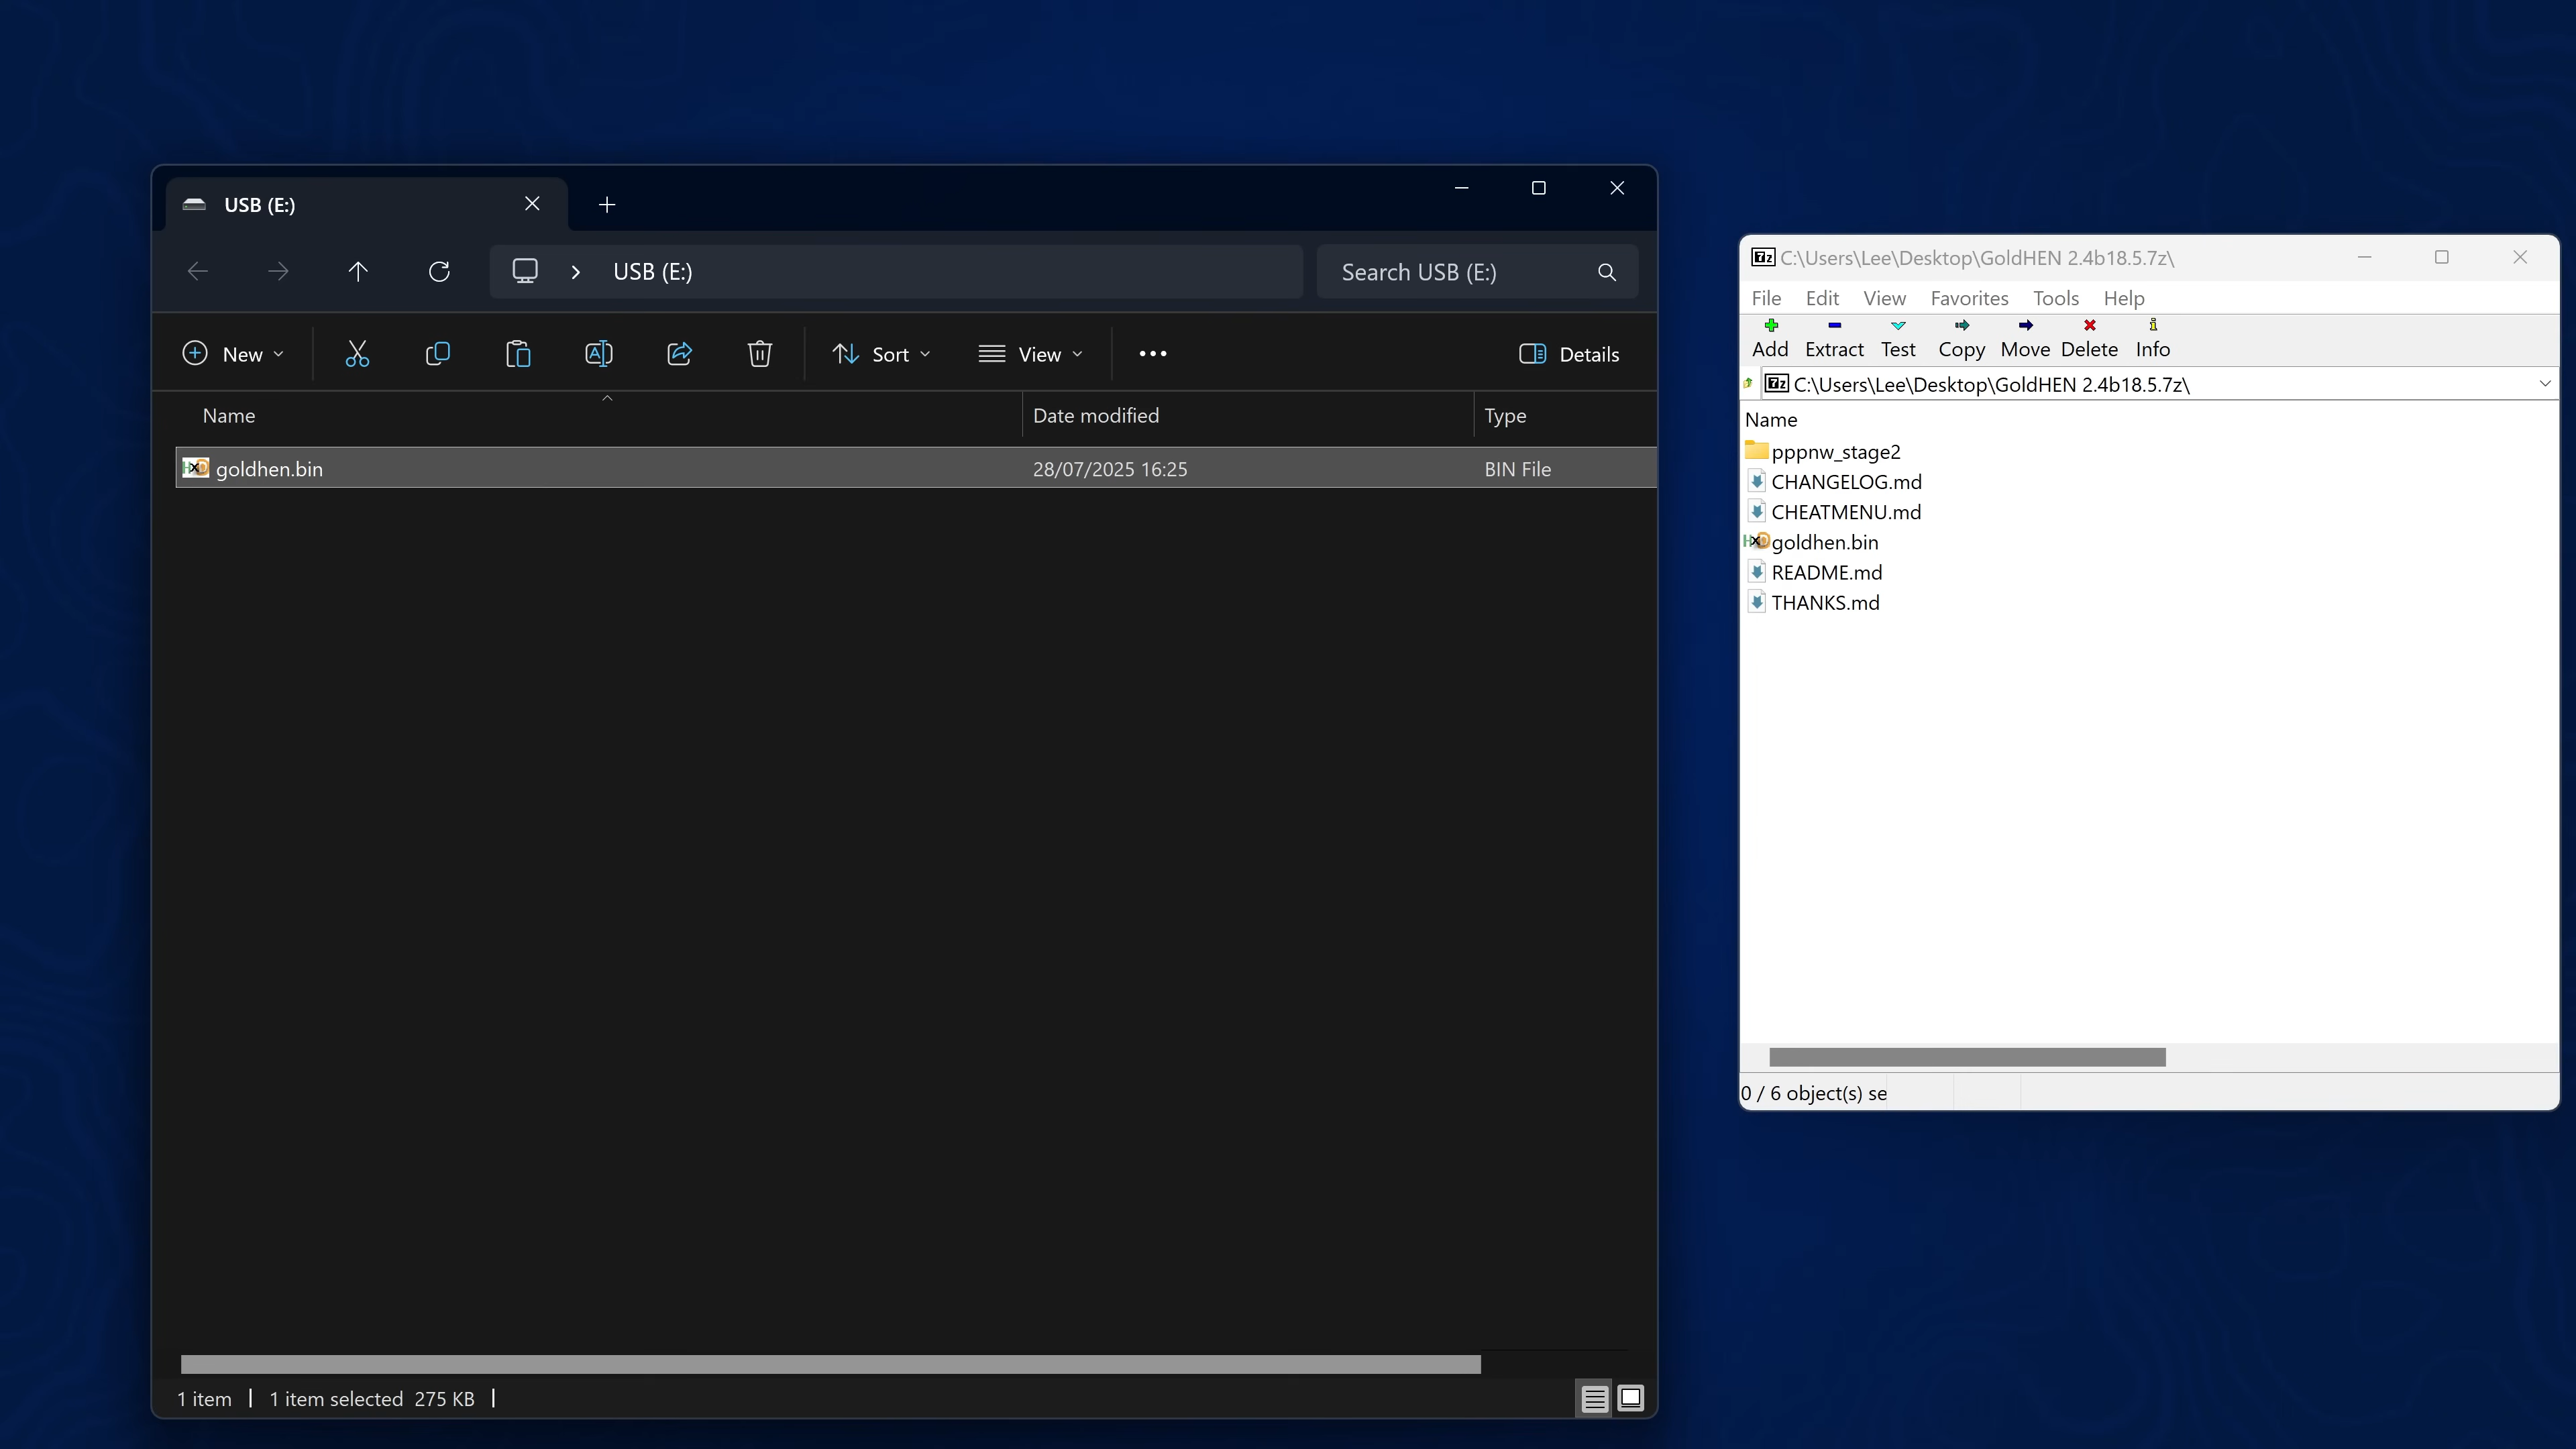 USB (E:)
USB (E:)
Search USB (E:)
New
Sort
View
Details
Name
Date modified
Type
goldhen.bin
28/07/2025 16:25
BIN File
1 item
1 item selected 275 KB
C:\Users\Lee\Desktop\GoldHEN 2.4b18.5.7z\
File Edit View Favorites Tools Help
Add Extract Test Copy Move Delete Info
C:\Users\Lee\Desktop\GoldHEN 2.4b18.5.7z\
Name
pppnw_stage2
CHANGELOG.md
CHEATMENU.md
goldhen.bin
README.md
THANKS.md
0 / 6 object(s) se